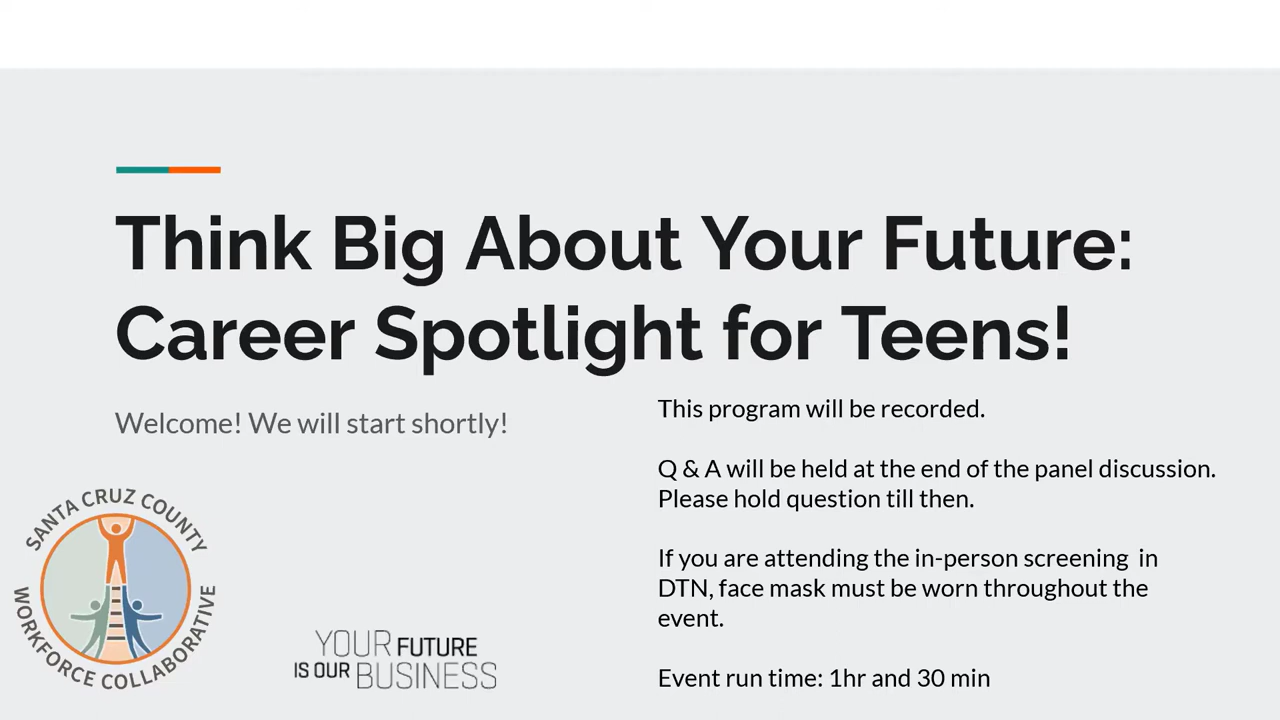 Think Big About Your Future:
Career Spotlight for Teens!
Welcome! We will start shortly!
This program will be recorded.
Q & A will be held at the end of the panel discussion.
Please hold question till then.
If you are attending the in-person screening  in
DTN, face mask must be worn throughout the
event.
Event run time: 1hr and 30 min
SANTA CRUZ COUNTY
WORKFORCE COLLABORATIVE
YOUR FUTURE
IS OUR BUSINESS